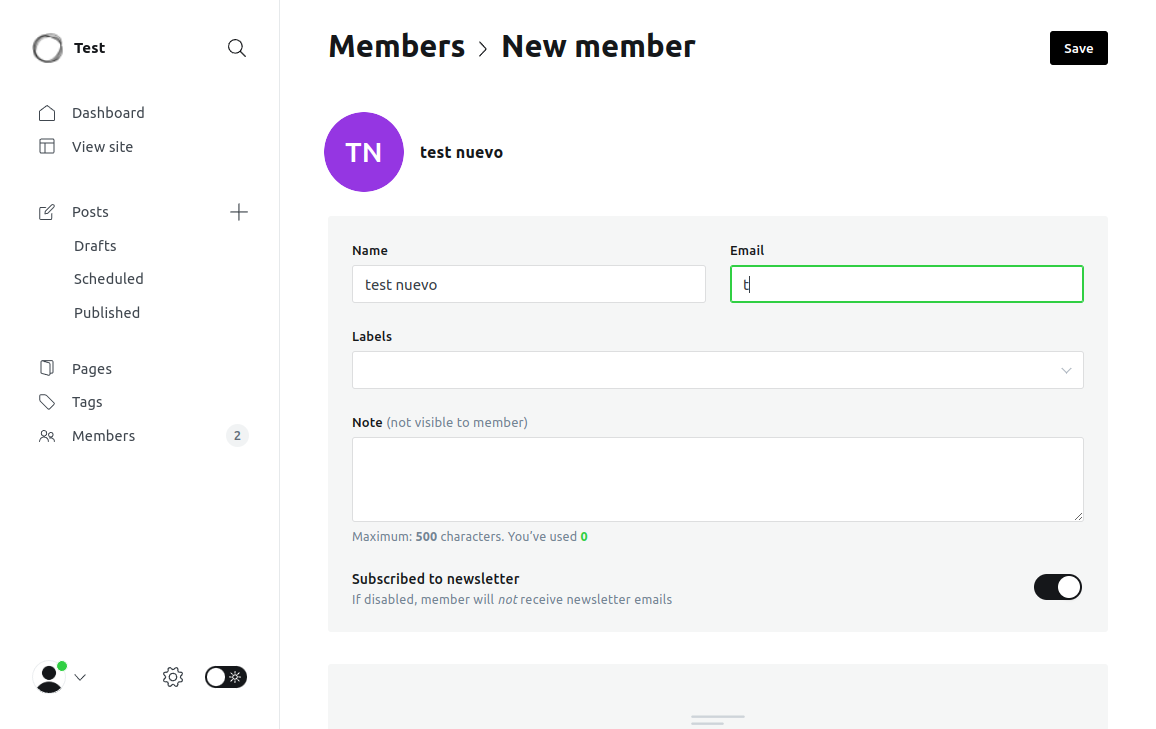 Test
Dashboard
View site
Posts
Drafts
Scheduled
Published
Pages
Tags
Members 2
Members > New member
Save
TN
test nuevo
Name
test nuevo
Email
t
Labels
Note (not visible to member)
Maximum: 500 characters. You've used 0
Subscribed to newsletter
If disabled, member will not receive newsletter emails